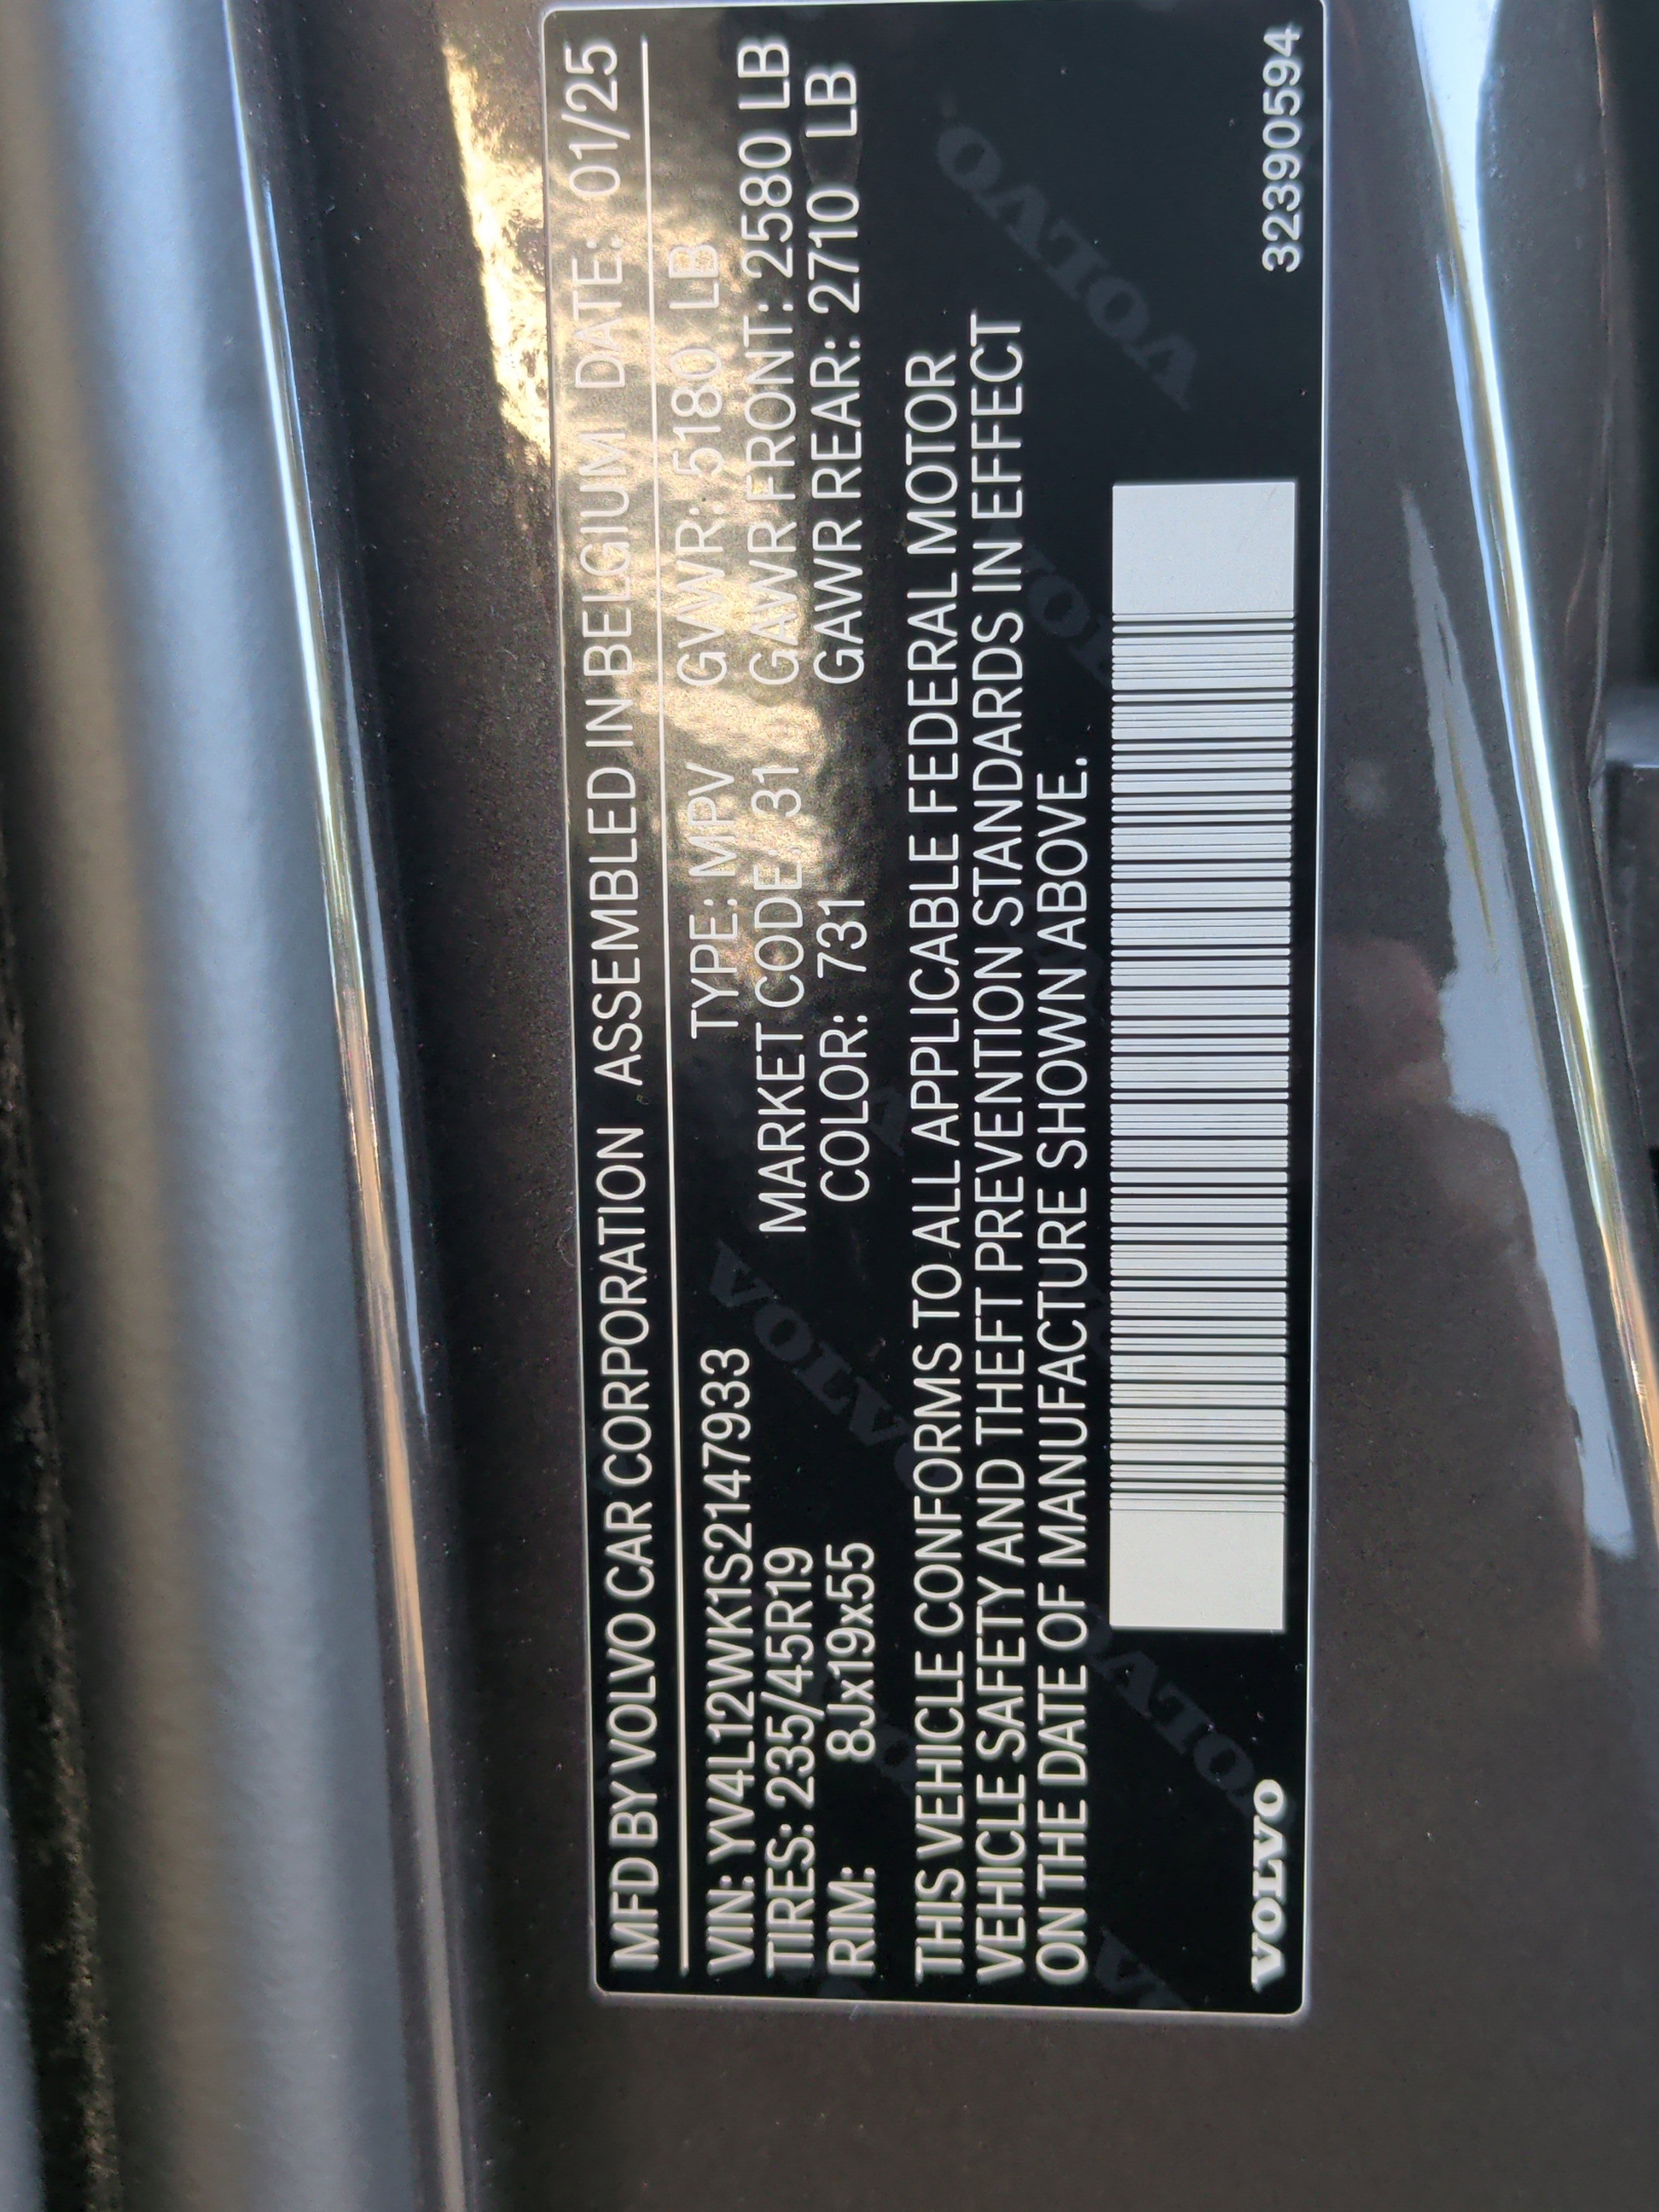 MFD BY VOLVO CAR CORPORATION ASSEMBLED IN BELGIUM DATE: 01/25
VIN: YV4L12WK1S2147933 TYPE: MPV GVWR: 5180 LB
TIRES: 235/45R19 MARKET CODE: 31 GAWR FRONT: 2580 LB
RIM: 8Jx19x55 COLOR: 731 GAWR REAR: 2710 LB
THIS VEHICLE CONFORMS TO ALL APPLICABLE FEDERAL MOTOR
VEHICLE SAFETY AND THEFT PREVENTION STANDARDS IN EFFECT
ON THE DATE OF MANUFACTURE SHOWN ABOVE.
VOLVO 32390594